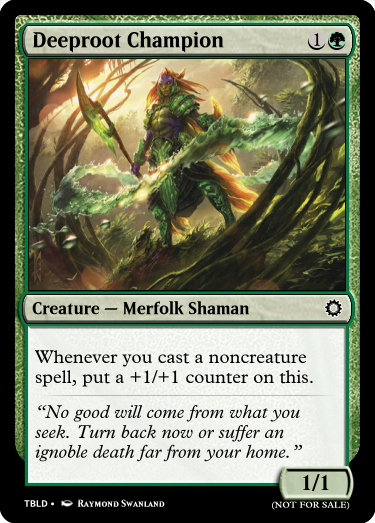 Deeproot Champion 1
Creature — Merfolk Shaman
Whenever you cast a noncreature
spell, put a +1/+1 counter on this.
“No good will come from what you
seek. Turn back now or suffer an
ignoble death far from your home.”
1/1
TBLD • Raymond Swanland
(NOT FOR SALE)